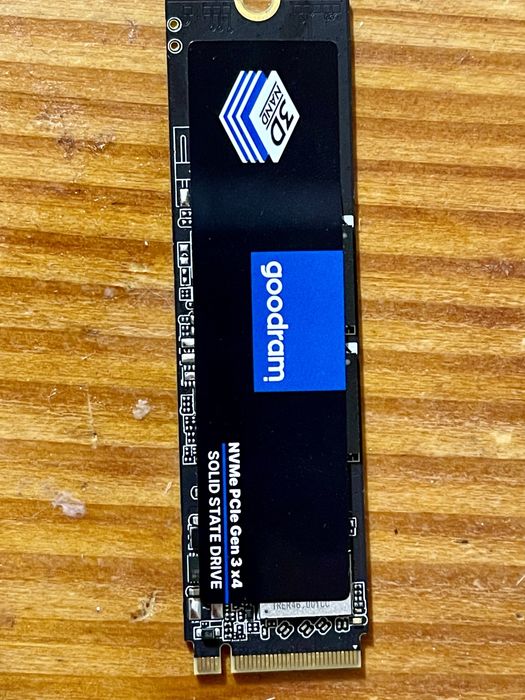 3D
NAND
goodram
NVMe PCIe Gen 3 x4
SOLID STATE DRIVE